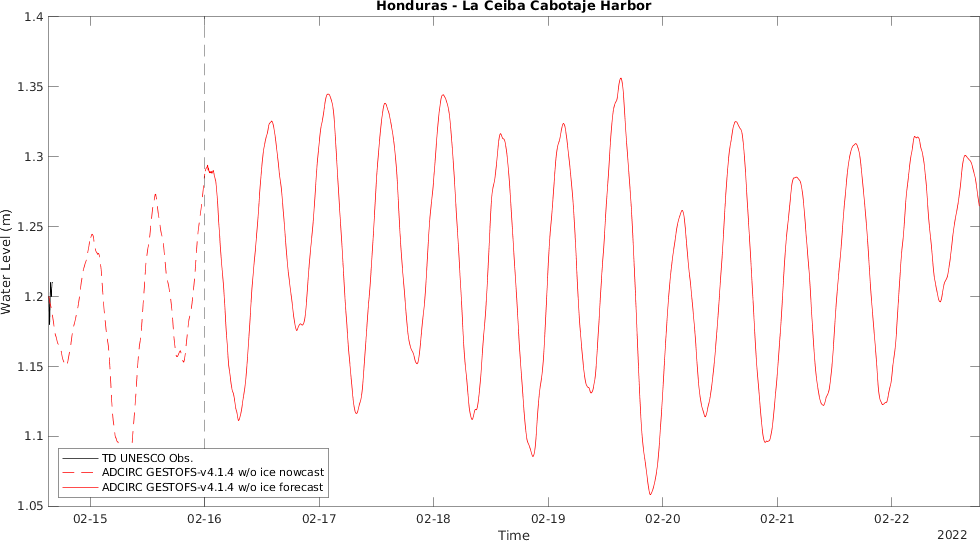 Honduras - La Ceiba Cabotaje Harbor
1.4
1.35
1.3
1.25
1.2
1.15
1.1
1.05
Water Level (m)
TD UNESCO Obs.
ADCIRC GESTOFS-v4.1.4 w/o ice nowcast
ADCIRC GESTOFS-v4.1.4 w/o ice forecast
02-15 02-16 02-17 02-18 02-19 02-20 02-21 02-22
Time
2022